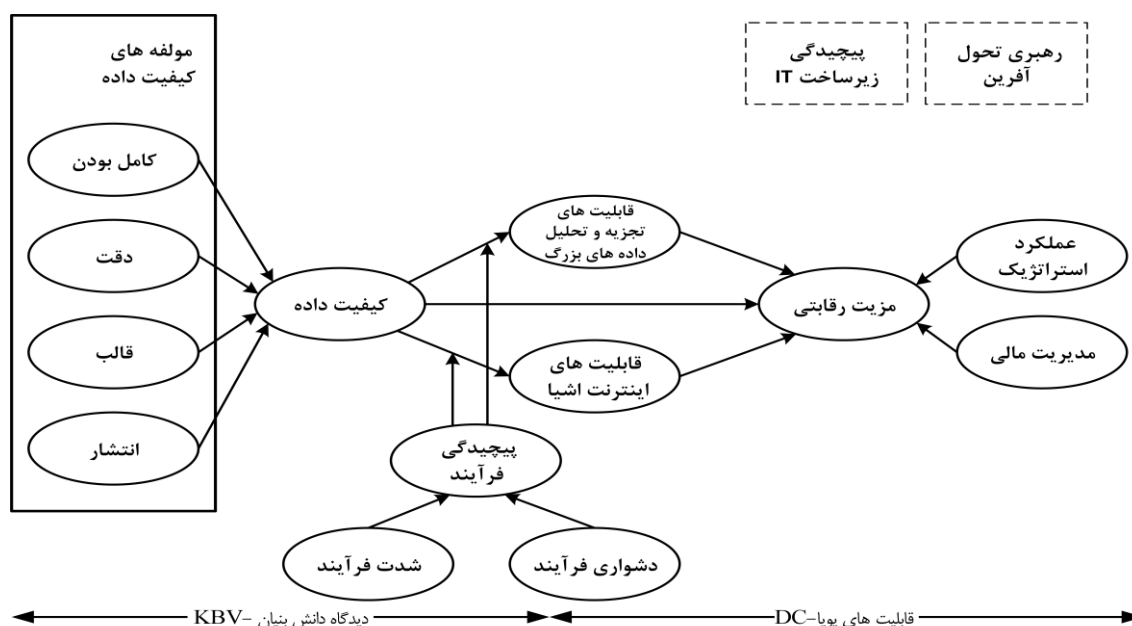 مولفه های
کیفیت داده
پیچیدگی
زیرساخت IT
رهبری تحول
آفرین
کامل بودن
دقت
قالب
انتشار
کیفیت داده
قابلیت های
تجزیه و تحلیل
داده های بزرگ
قابلیت های
اینترنت اشیا
مزیت رقابتی
عملکرد
استراتژیک
مدیریت مالی
پیچیدگی
فرآیند
شدت فرآیند
دشواری فرآیند
دیدگاه دانش بنیان –KBV
قابلیت های پویا–DC